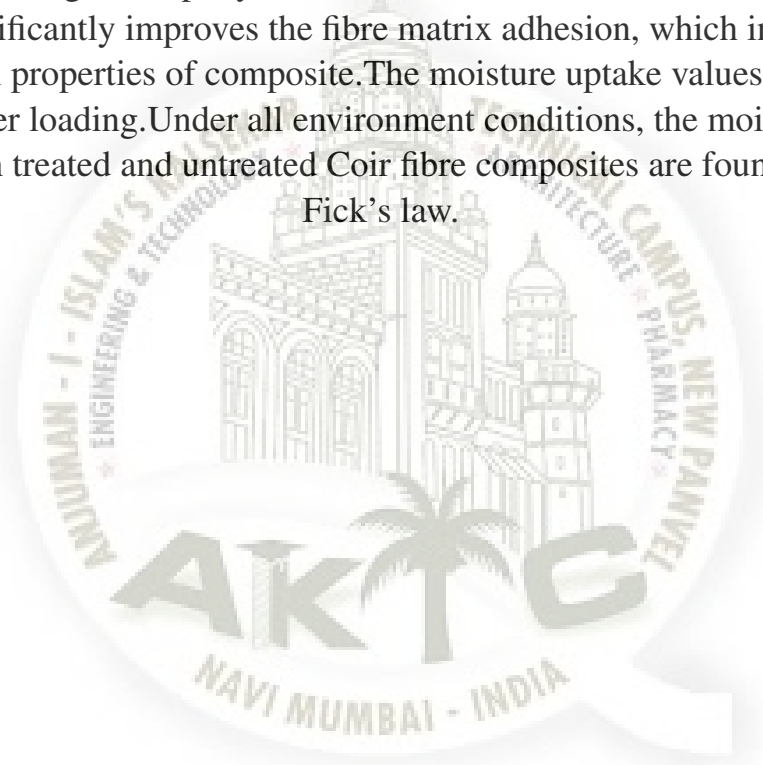 ificantly improves the fibre matrix adhesion, which in
properties of composite.The moisture uptake values
er loading.Under all environment conditions, the moi
treated and untreated Coir fibre composites are foun
Fick's law.
ANJUMAN - I - ISLAM'S KALSEKAR TECHNICAL CAMPUS, NEW PANVEL
ENGINEERING & TECHNOLOGY * ARCHITECTURE * PHARMACY *
AKTC
NAVI MUMBAI - INDIA